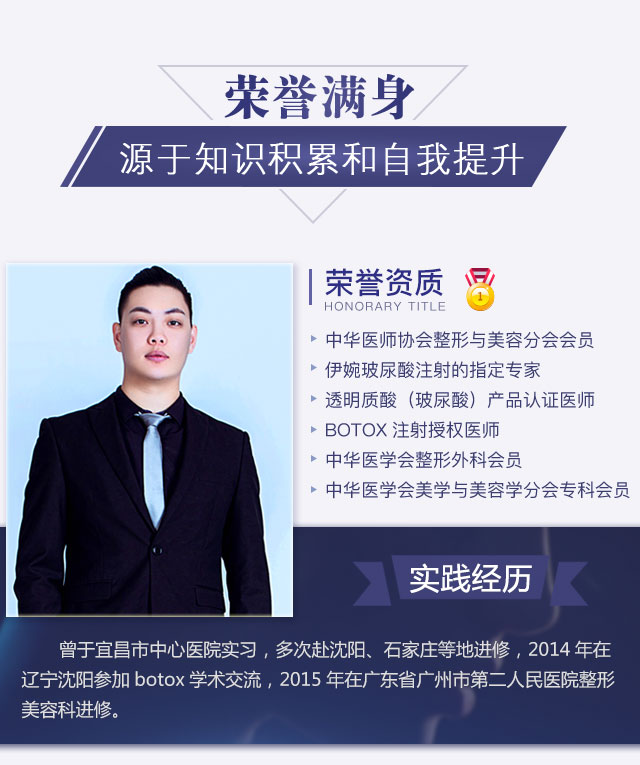 荣誉满身
源于知识积累和自我提升
荣誉资质
1
HONORARY TITLE
中华医师协会整形与美容分会会员
伊婉玻尿酸注射的指定专家
透明质酸（玻尿酸）产品认证医师
BOTOX 注射授权医师
中华医学会整形外科会员
中华医学会美学与美容学分会专科会员
实践经历
曾于宜昌市中心医院实习，多次赴沈阳、石家庄等地进修，2014 年在
辽宁沈阳参加 botox 学术交流，2015 年在广东省广州市第二人民医院整形
美容科进修。